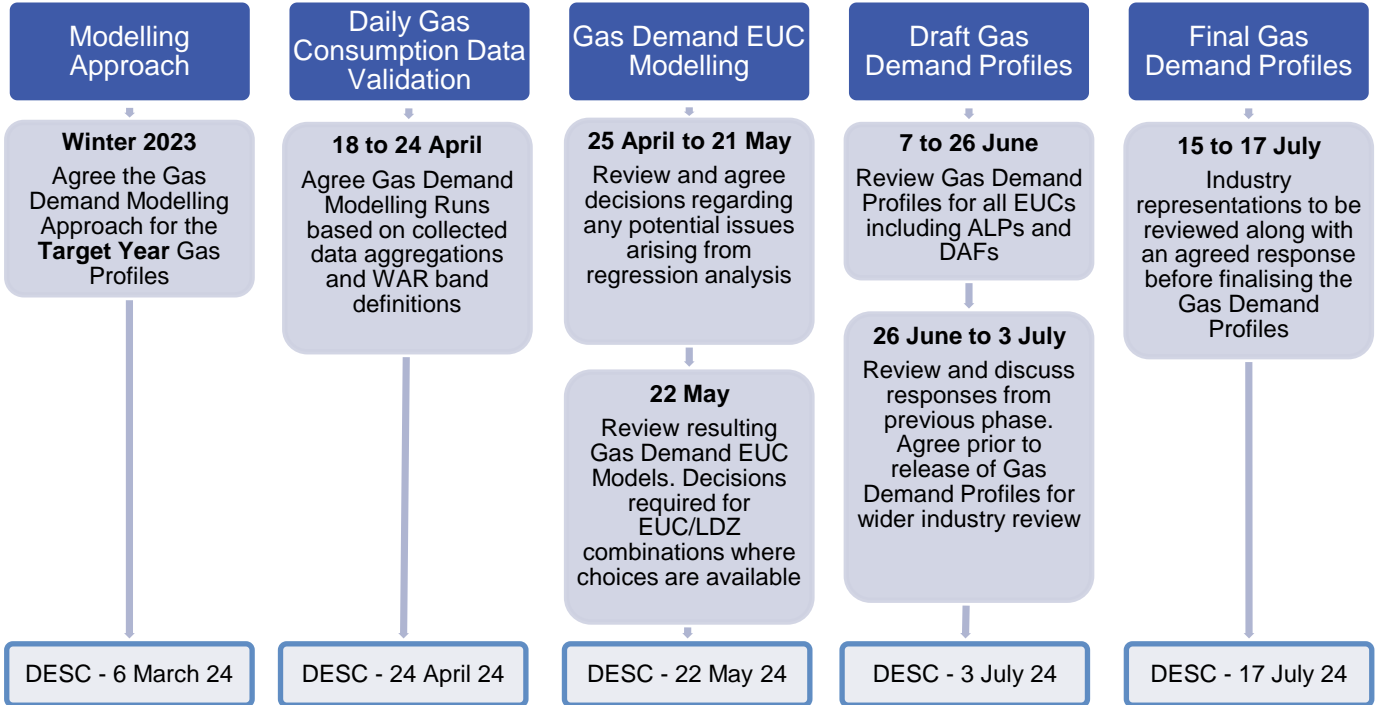 Modelling
Approach
Winter 2023
Agree the Gas
Demand Modelling
Approach for the
Target Year Gas
Profiles
DESC - 6 March 24
Daily Gas
Consumption Data
Validation
18 to 24 April
Agree Gas Demand
Modelling Runs
based on collected
data aggregations
and WAR band
definitions
DESC - 24 April 24
Gas Demand EUC
Modelling
25 April to 21 May
Review and agree
decisions regarding
any potential issues
arising from
regression analysis
22 May
Review resulting
Gas Demand EUC
Models. Decisions
required for
EUC/LDZ
combinations where
choices are available
DESC - 22 May 24
Draft Gas
Demand Profiles
7 to 26 June
Review Gas Demand
Profiles for all EUCs
including ALPs and
DAFs
26 June to 3 July
Review and discuss
responses from
previous phase.
Agree prior to
release of Gas
Demand Profiles for
wider industry review
DESC - 3 July 24
Final Gas
Demand Profiles
15 to 17 July
Industry
representations to be
reviewed along with
an agreed response
before finalising the
Gas Demand
Profiles
DESC - 17 July 24